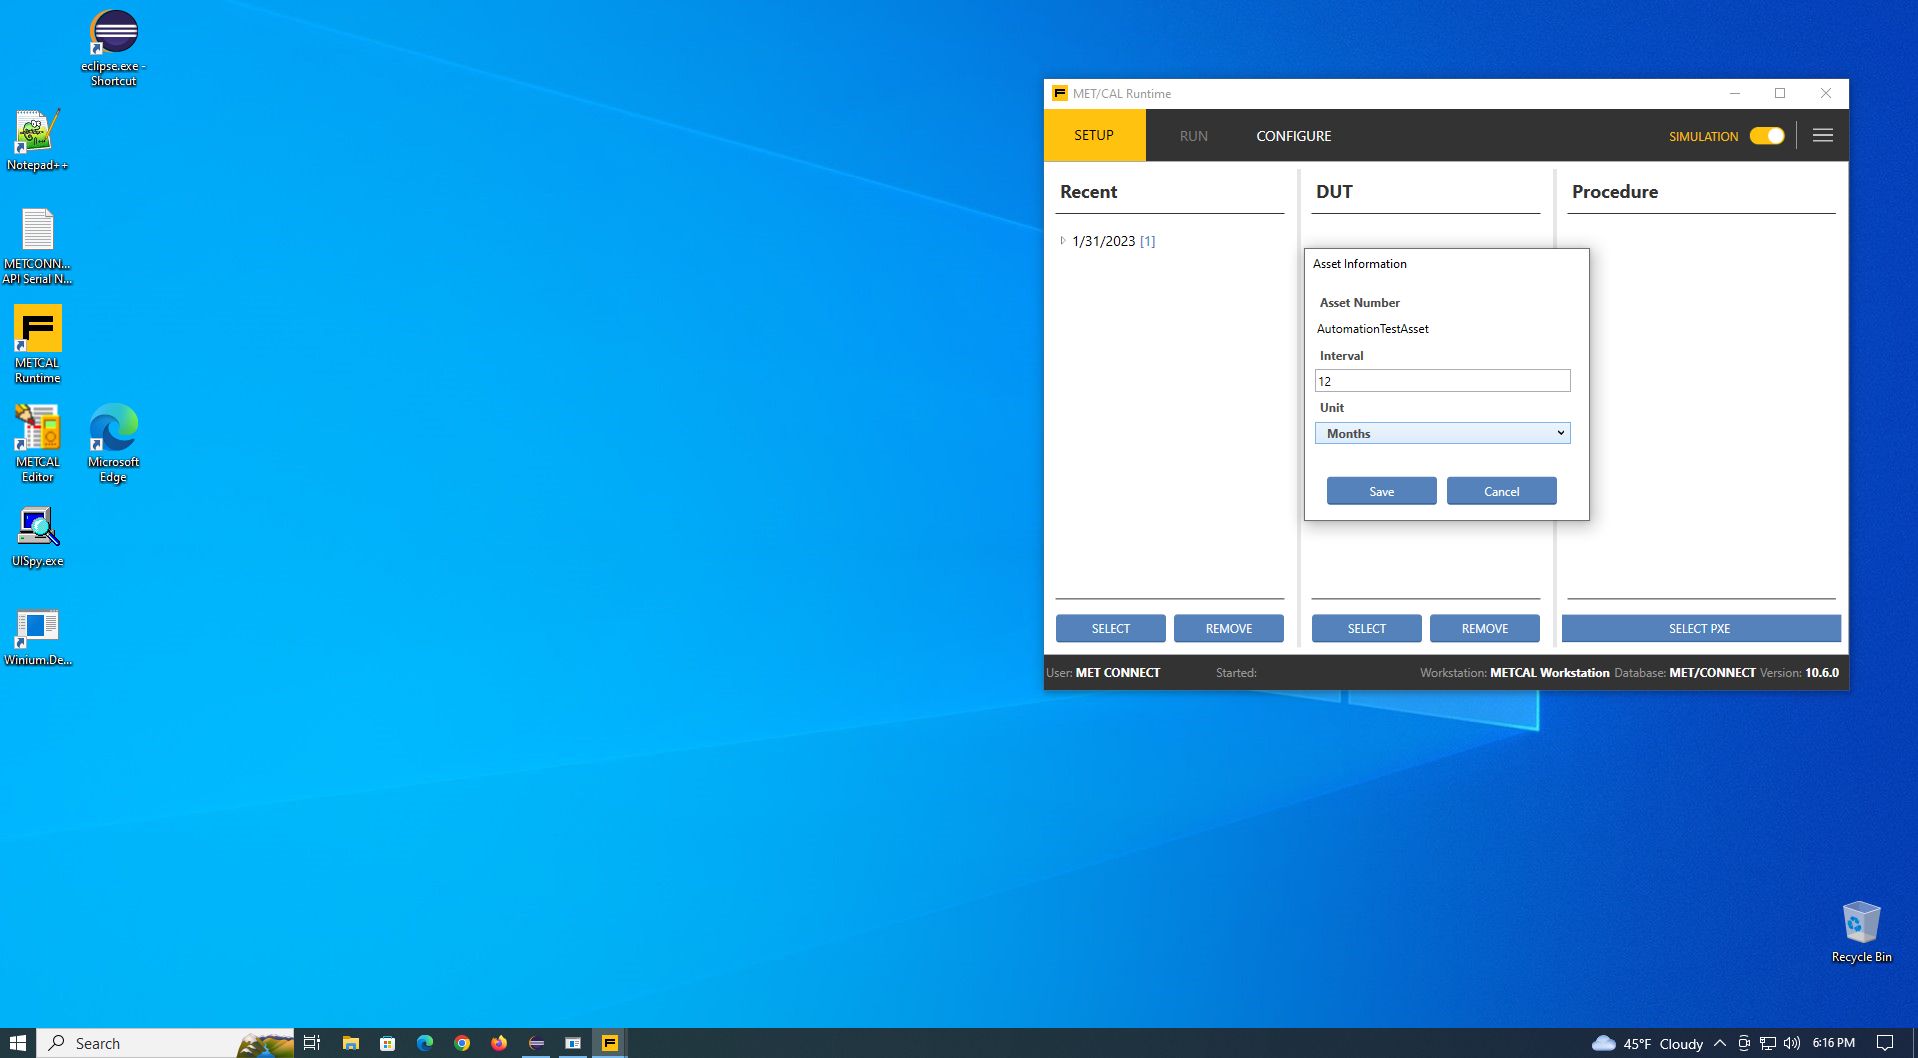 eclipse.exe -
Shortcut
Notepad++
METCONN...
API Serial N...
METCAL
Runtime
METCAL
Editor
Microsoft
Edge
UISpy.exe
Winium.De...
MET/CAL Runtime
SETUP
RUN
CONFIGURE
SIMULATION
Recent
DUT
Procedure
1/31/2023 [1]
Asset Information
Asset Number
AutomationTestAsset
Interval
12
Unit
Months
Save
Cancel
SELECT
REMOVE
SELECT
REMOVE
SELECT PXE
User: MET CONNECT
Started:
Workstation: METCAL Workstation Database: MET/CONNECT Version: 10.6.0
Recycle Bin
Search
45°F Cloudy
6:16 PM